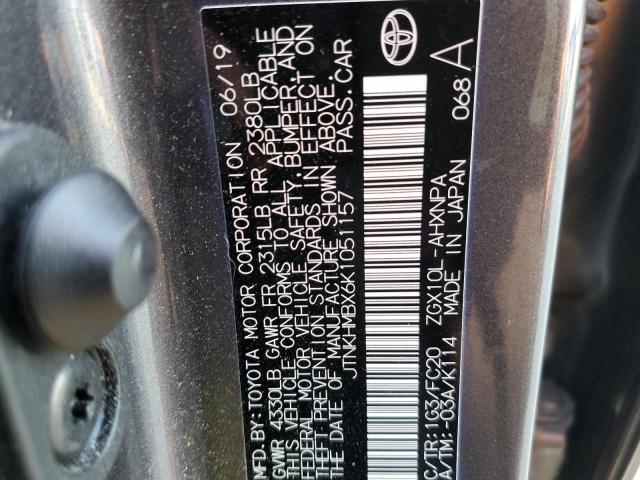 MFD.BY:TOYOTA MOTOR CORPORATION 06/19
GVWR 4330LB GAWR FR 2315LB RR 2380LB
THIS VEHICLE CONFORMS TO ALL APPLICABLE
FEDERAL MOTOR VEHICLE SAFETY,BUMPER,AND
THEFT PREVENTION STANDARDS IN EFFECT ON
THE DATE OF MANUFACTURE SHOWN ABOVE.
JTNKHMBX6K1051157 PASS.CAR
C/TR:1G3/FC20 ZGX10L-AHXNPA 068 A
A/TM:-03A/K114 MADE IN JAPAN